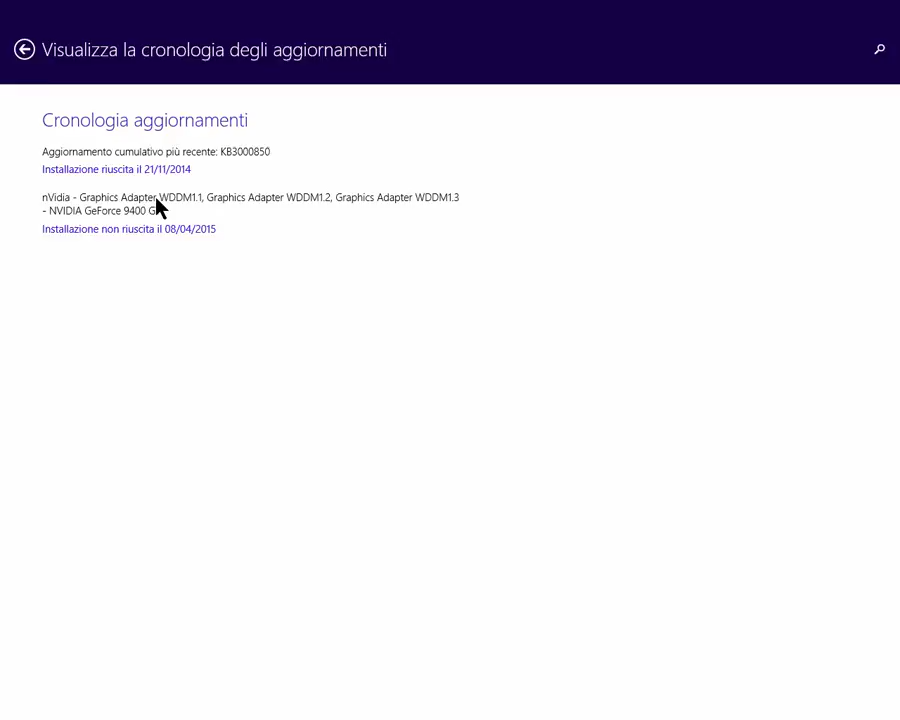 Visualizza la cronologia degli aggiornamenti
Cronologia aggiornamenti
Aggiornamento cumulativo più recente: KB3000850
Installazione riuscita il 21/11/2014
nVidia - Graphics Adapter WDDM1.1, Graphics Adapter WDDM1.2, Graphics Adapter WDDM1.3
- NVIDIA GeForce 9400
Installazione non riuscita il 08/04/2015